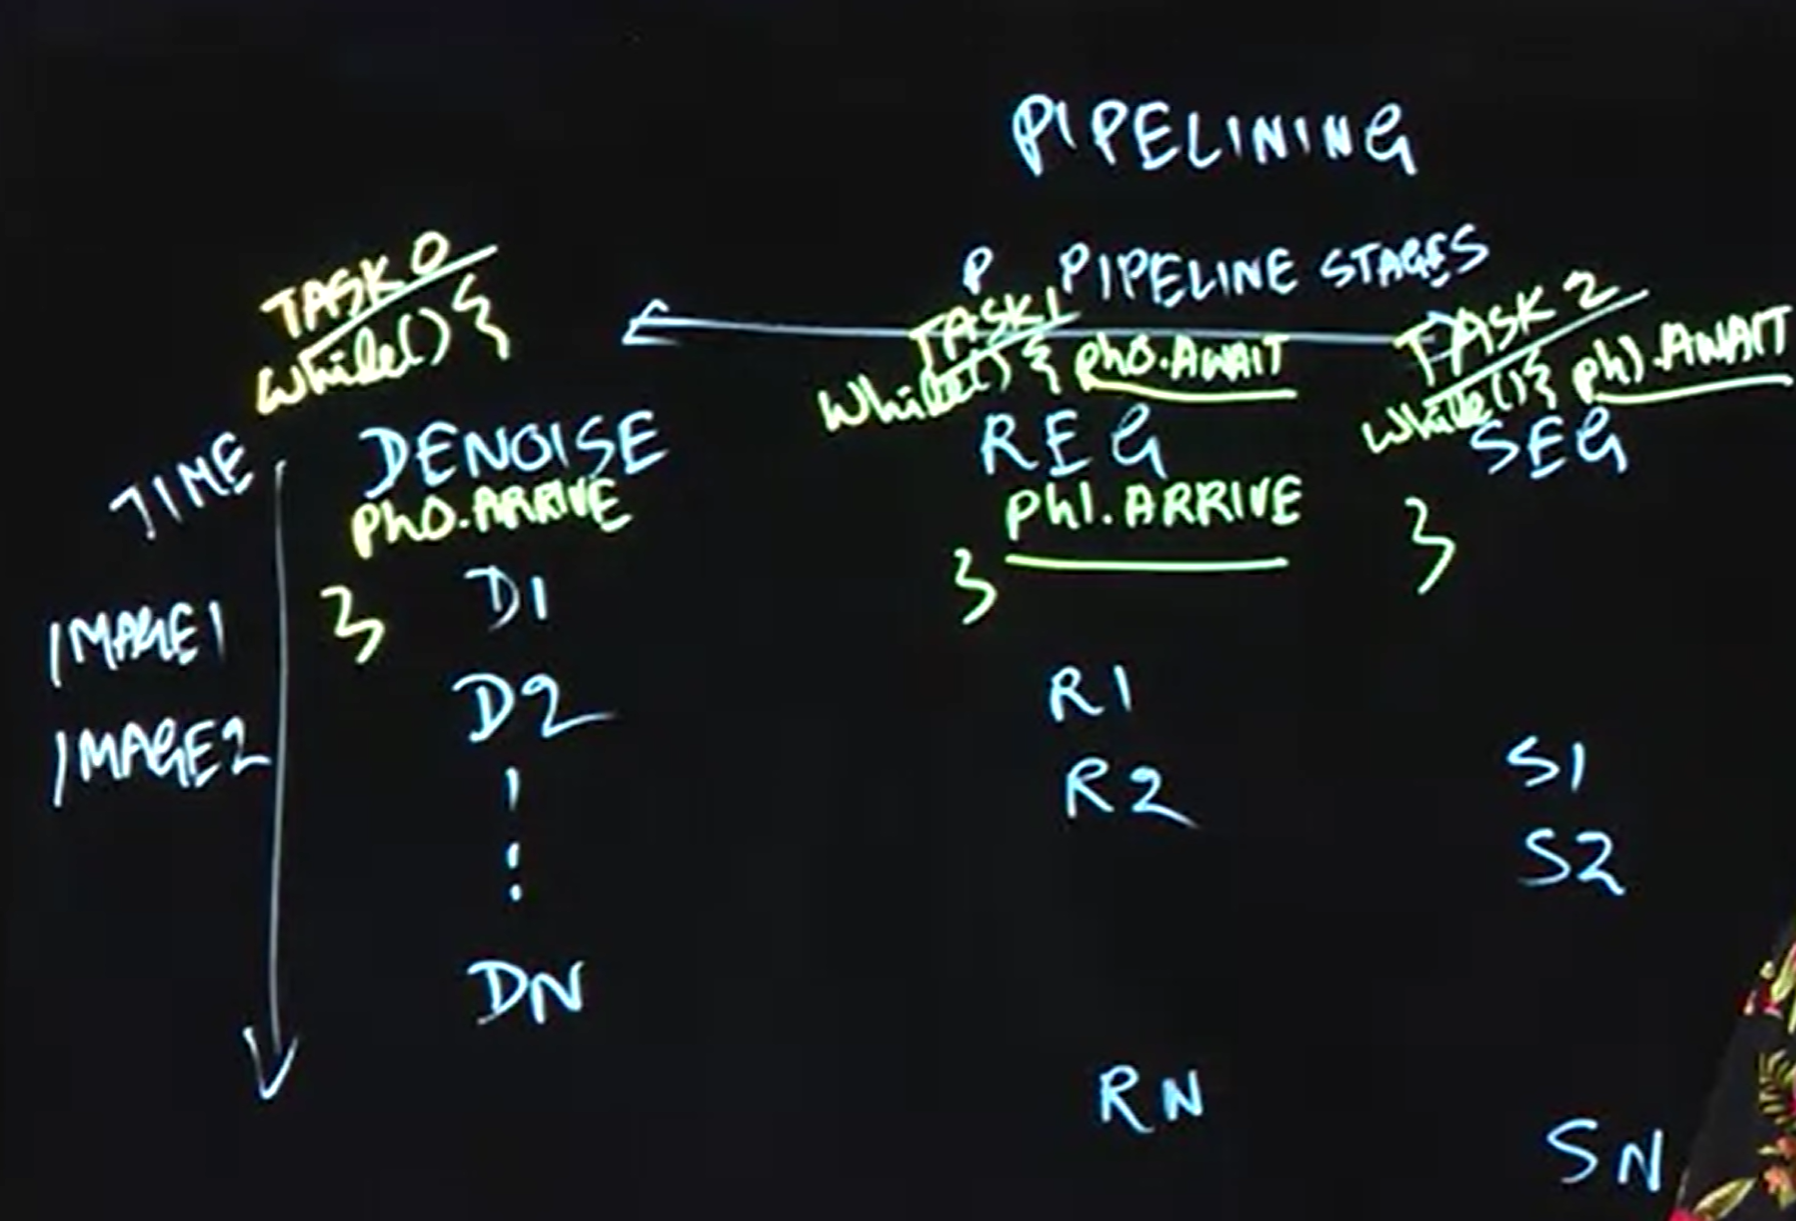 PIPELINING
P PIPELINE STAGES
TASK 0
while() {
DENOISE
ph0.ARRIVE
}
TASK 1
while() { ph0.AWAIT
REG
ph1.ARRIVE
}
TASK 2
while() { ph1.AWAIT
SEG
}
TIME
IMAGE1
IMAGE2
D1
D2
DN
R1
R2
RN
S1
S2
SN